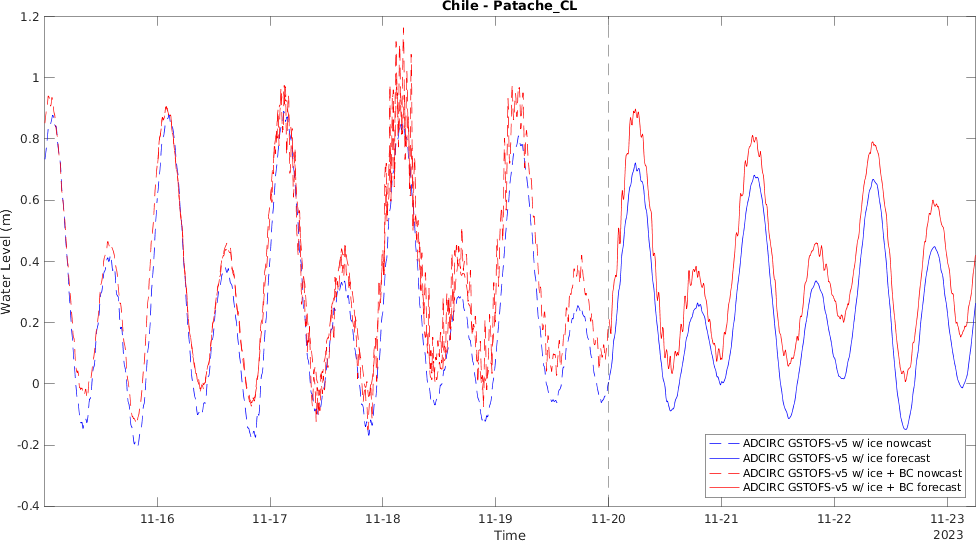 Chile - Patache_CL
1.2
1
0.8
0.6
0.4
0.2
0
-0.2
-0.4
Water Level (m)
11-16 11-17 11-18 11-19 11-20 11-21 11-22 11-23
2023
Time
ADCIRC GSTOFS-v5 w/ ice nowcast
ADCIRC GSTOFS-v5 w/ ice forecast
ADCIRC GSTOFS-v5 w/ ice + BC nowcast
ADCIRC GSTOFS-v5 w/ ice + BC forecast